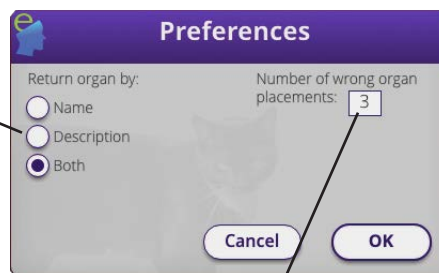 e
Preferences
Return organ by:
Name
Description
Both
Number of wrong organ
placements: 3
Cancel
OK